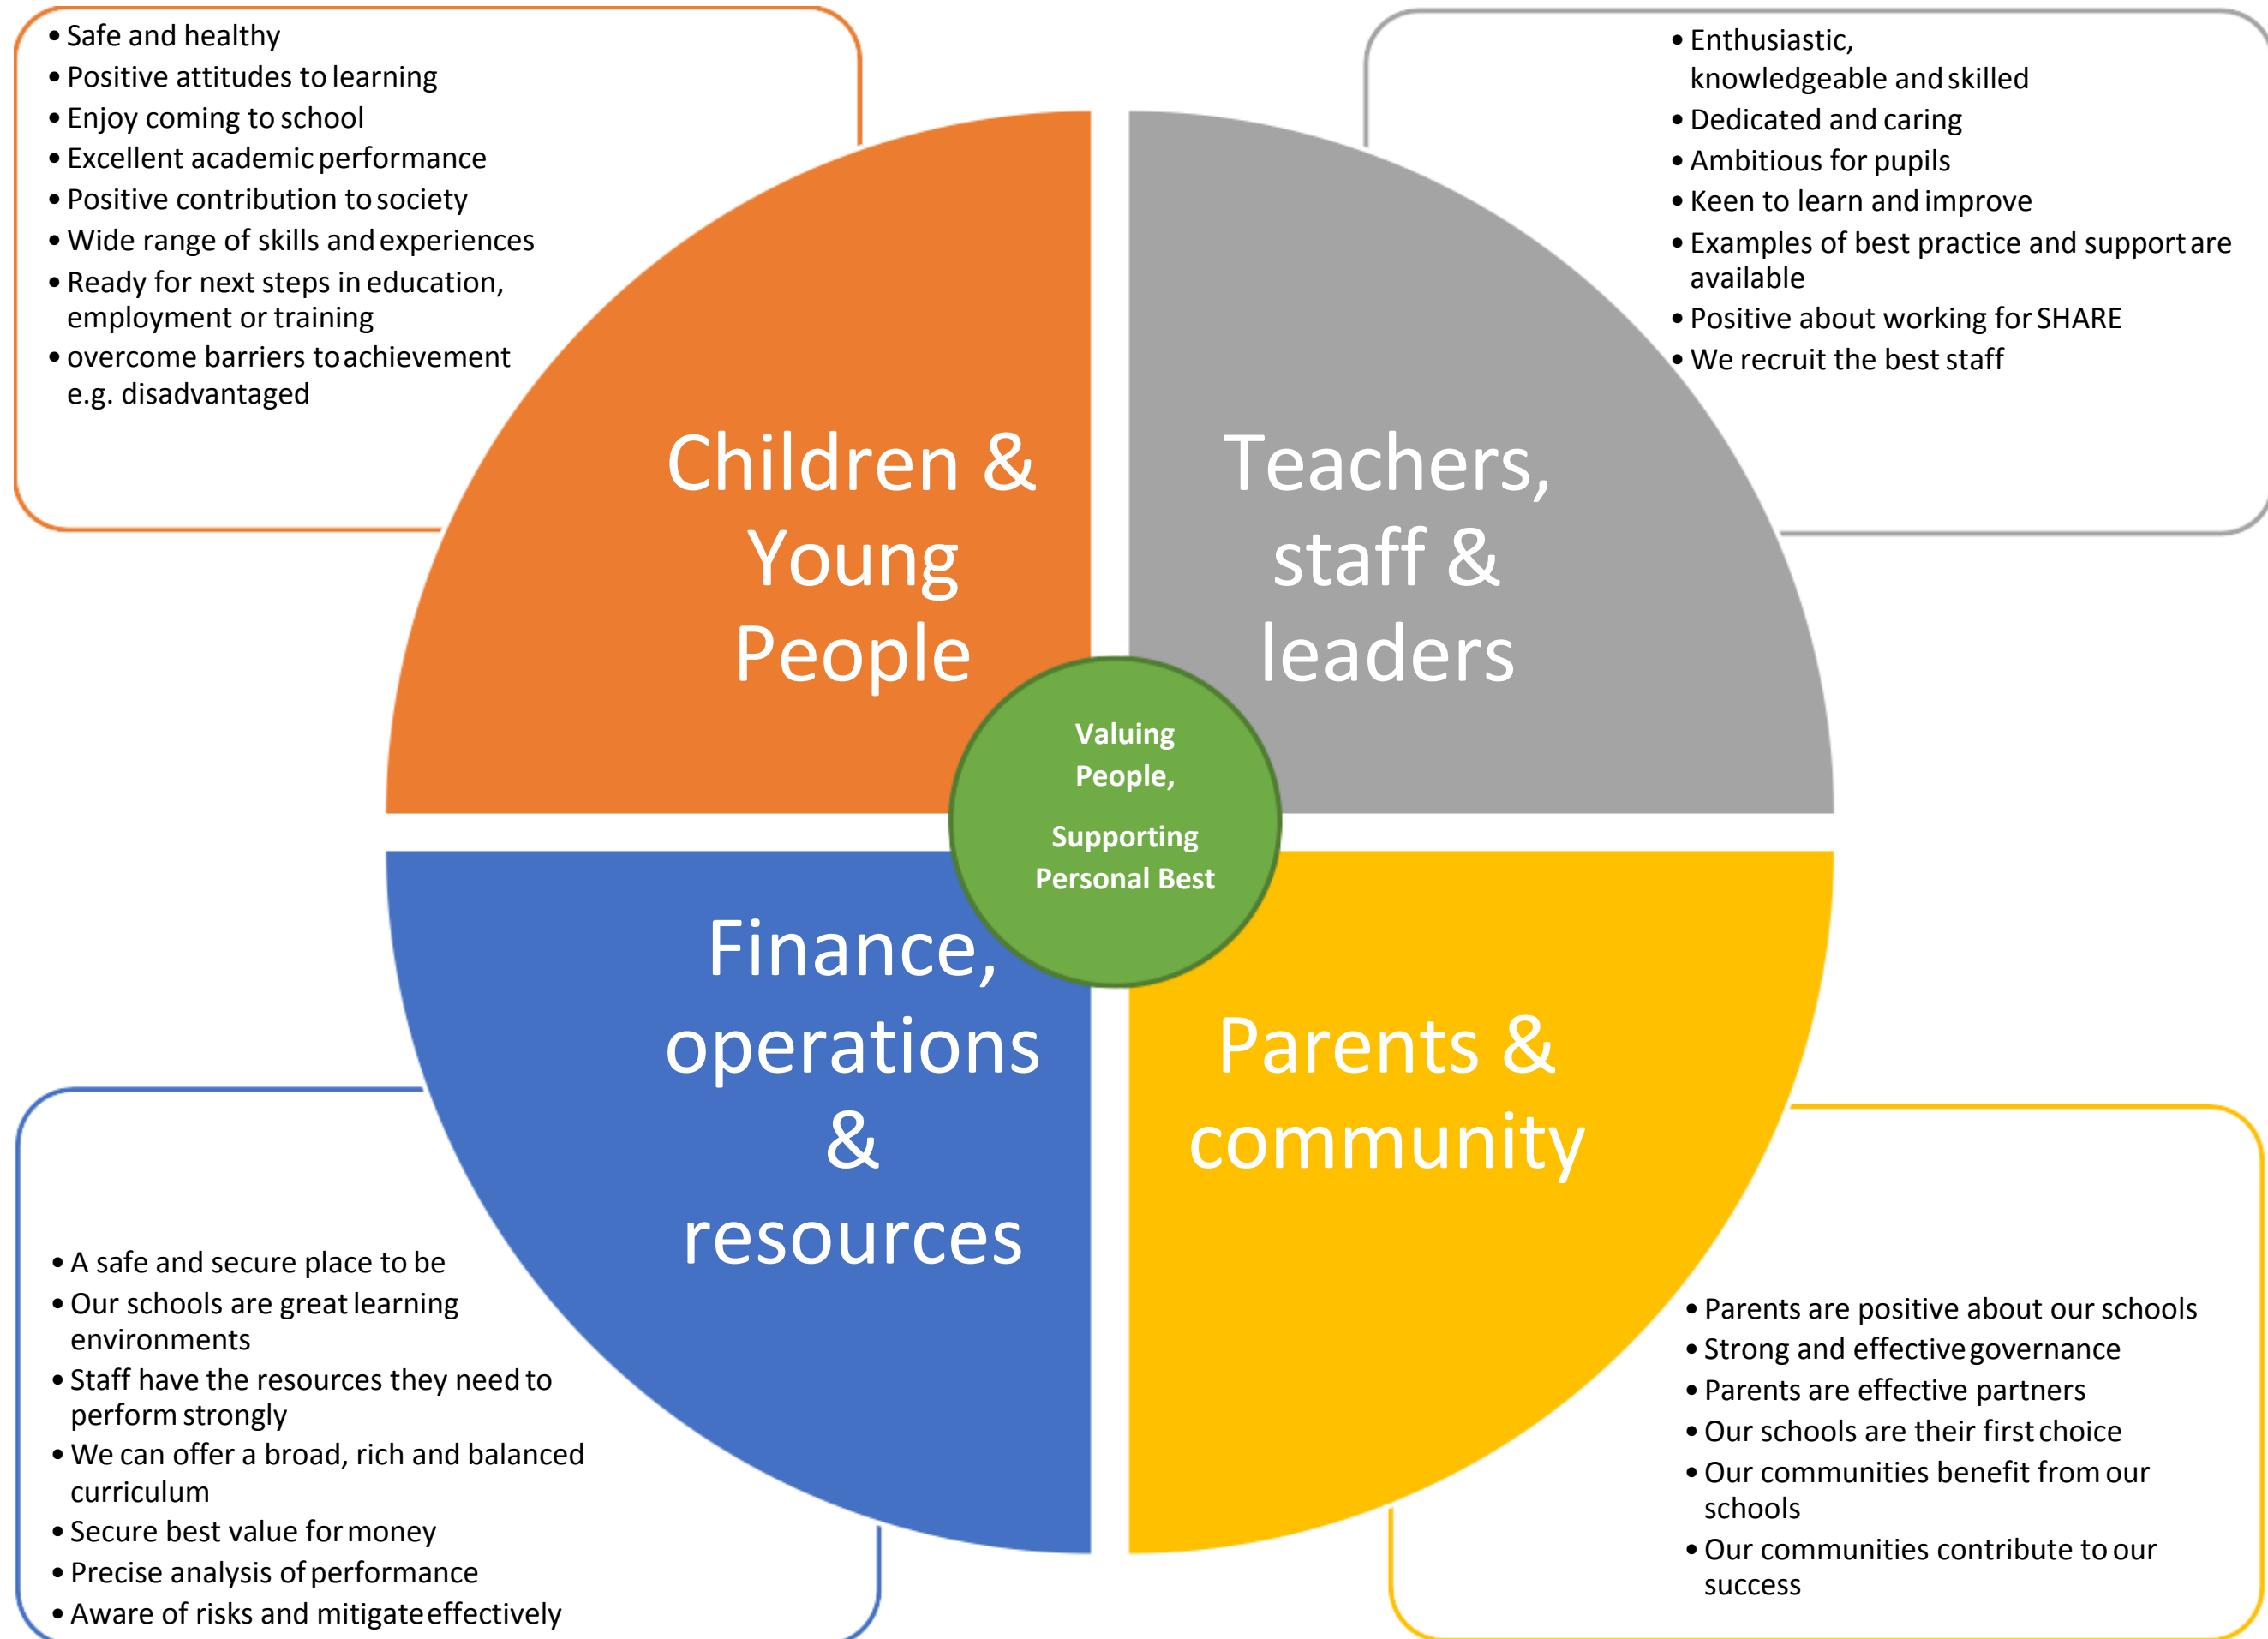 • Safe and healthy
• Positive attitudes to learning
• Enjoy coming to school
• Excellent academic performance
• Positive contribution to society
• Wide range of skills and experiences
• Ready for next steps in education,
employment or training
• overcome barriers to achievement
e.g. disadvantaged
• Enthusiastic,
knowledgeable and skilled
• Dedicated and caring
• Ambitious for pupils
• Keen to learn and improve
• Examples of best practice and support are
available
• Positive about working for SHARE
• We recruit the best staff
Children &
Young
People
Teachers,
staff &
leaders
Valuing
People,
Supporting
Personal Best
Finance,
operations
&
resources
Parents &
community
• A safe and secure place to be
• Our schools are great learning
environments
• Staff have the resources they need to
perform strongly
• We can offer a broad, rich and balanced
curriculum
• Secure best value for money
• Precise analysis of performance
• Aware of risks and mitigate effectively
• Parents are positive about our schools
• Strong and effective governance
• Parents are effective partners
• Our schools are their first choice
• Our communities benefit from our
schools
• Our communities contribute to our
success